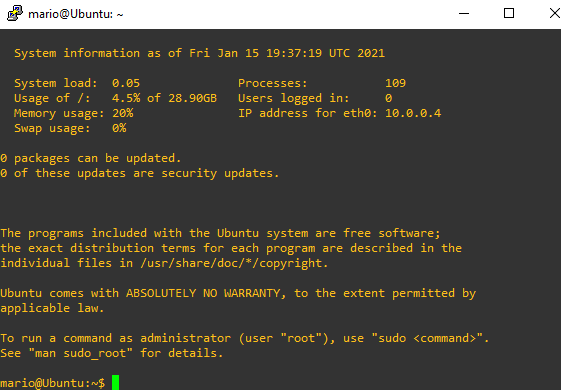 mario@Ubuntu: ~
System information as of Fri Jan 15 19:37:19 UTC 2021
System load:  0.05                Processes:           109
Usage of /:   4.5% of 28.90GB   Users logged in:     0
Memory usage: 20%               IP address for eth0: 10.0.0.4
Swap usage:   0%
0 packages can be updated.
0 of these updates are security updates.
The programs included with the Ubuntu system are free software;
the exact distribution terms for each program are described in the
individual files in /usr/share/doc/*/copyright.
Ubuntu comes with ABSOLUTELY NO WARRANTY, to the extent permitted by
applicable law.
To run a command as administrator (user "root"), use "sudo <command>".
See "man sudo_root" for details.
mario@Ubuntu:~$